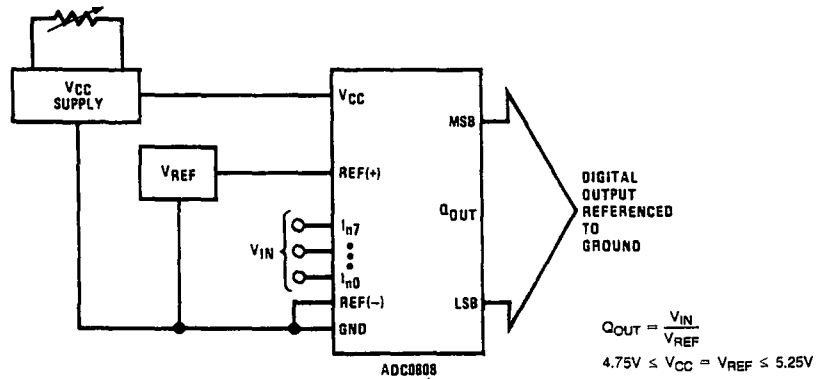 VCC
SUPPLY
VCC
MSB
VREF
REF(+)
DIGITAL
OUTPUT
REFERENCED
TO
GROUND
QOUT
VIN
In7
In0
REF(−)
LSB
GND
QOUT = VIN
VREF
4.75V ≤ VCC = VREF ≤ 5.25V
ADC0808